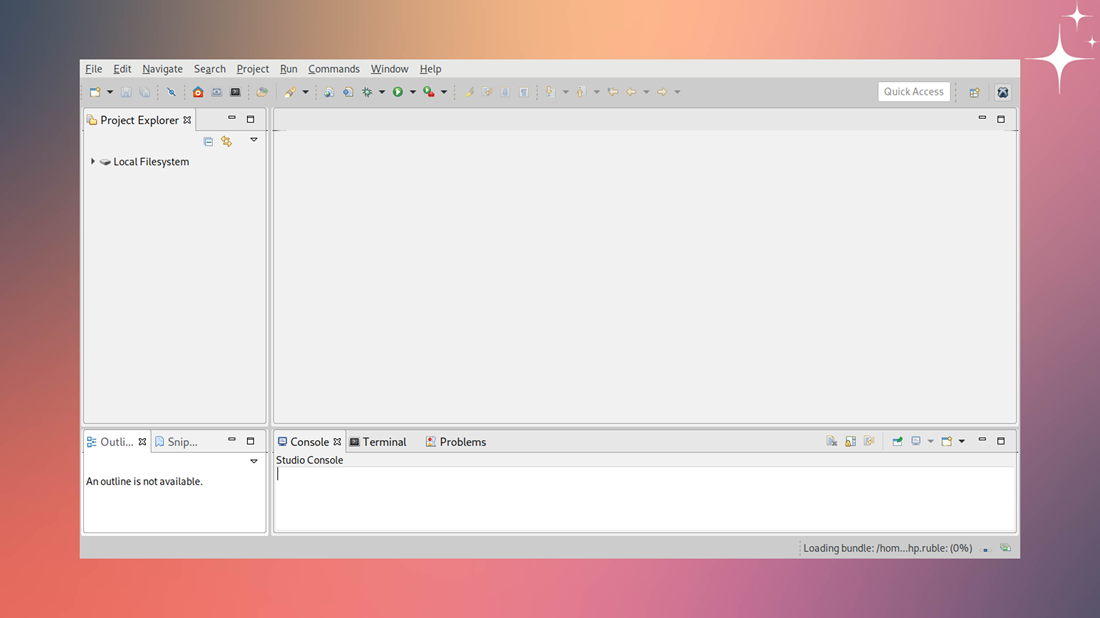 File Edit Navigate Search Project Run Commands Window Help
Quick Access
Project Explorer
Local Filesystem
Outli... Snip...
An outline is not available.
Console Terminal Problems
Studio Console
Loading bundle: /hom...hp.ruble: (0%)